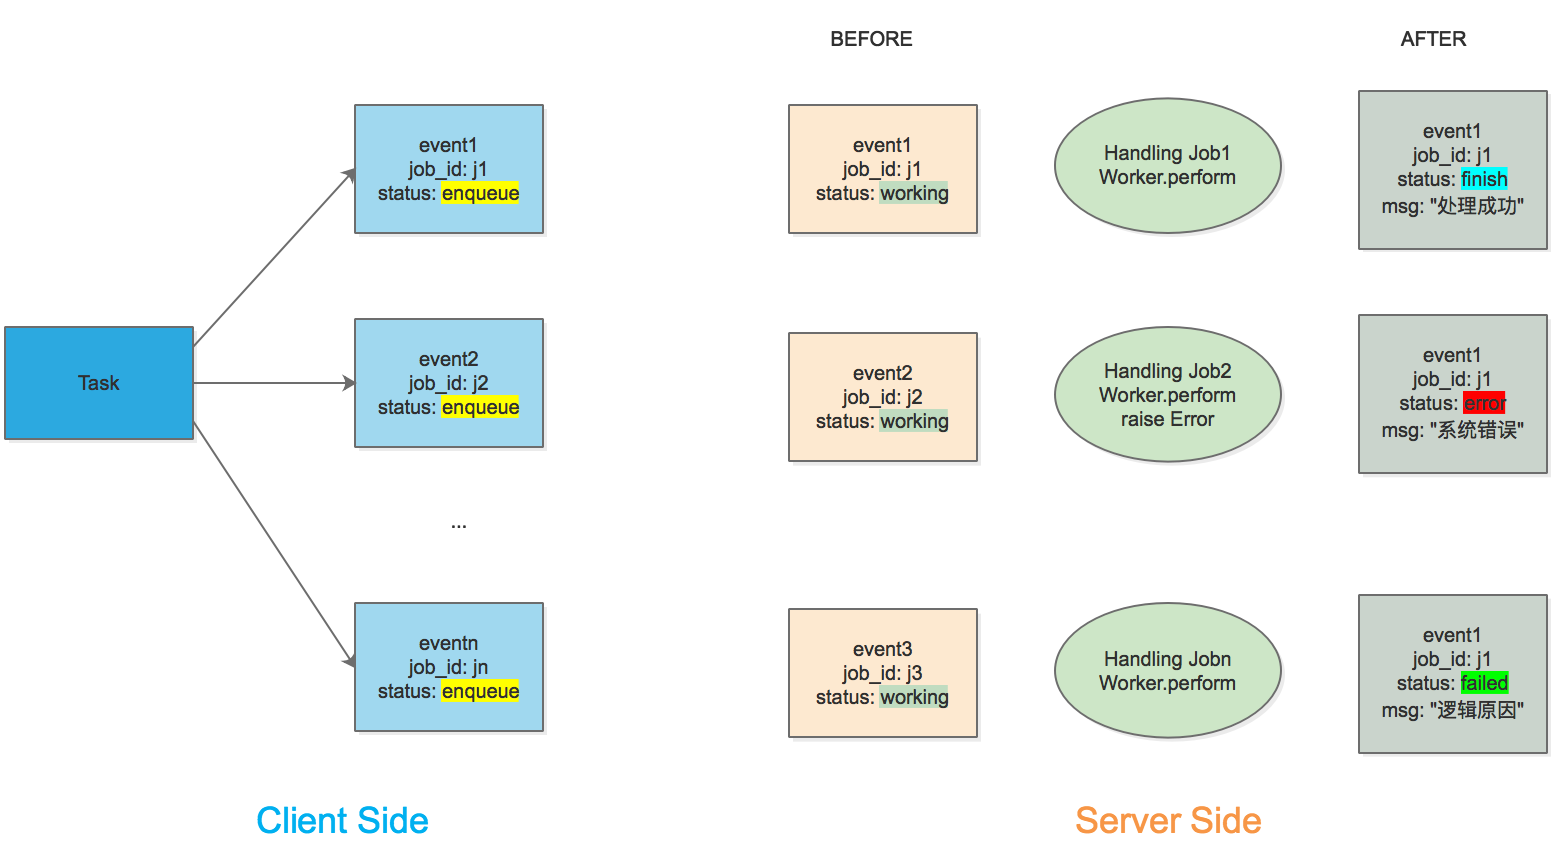 BEFORE
AFTER
event1
job_id: j1
status: enqueue
event1
job_id: j1
status: working
Handling Job1
Worker.perform
event1
job_id: j1
status: finish
msg: "处理成功"
Task
event2
job_id: j2
status: enqueue
event2
job_id: j2
status: working
Handling Job2
Worker.perform
raise Error
event1
job_id: j1
status: error
msg: "系统错误"
...
eventn
job_id: jn
status: enqueue
event3
job_id: j3
status: working
Handling Jobn
Worker.perform
event1
job_id: j1
status: failed
msg: "逻辑原因"
Client Side
Server Side